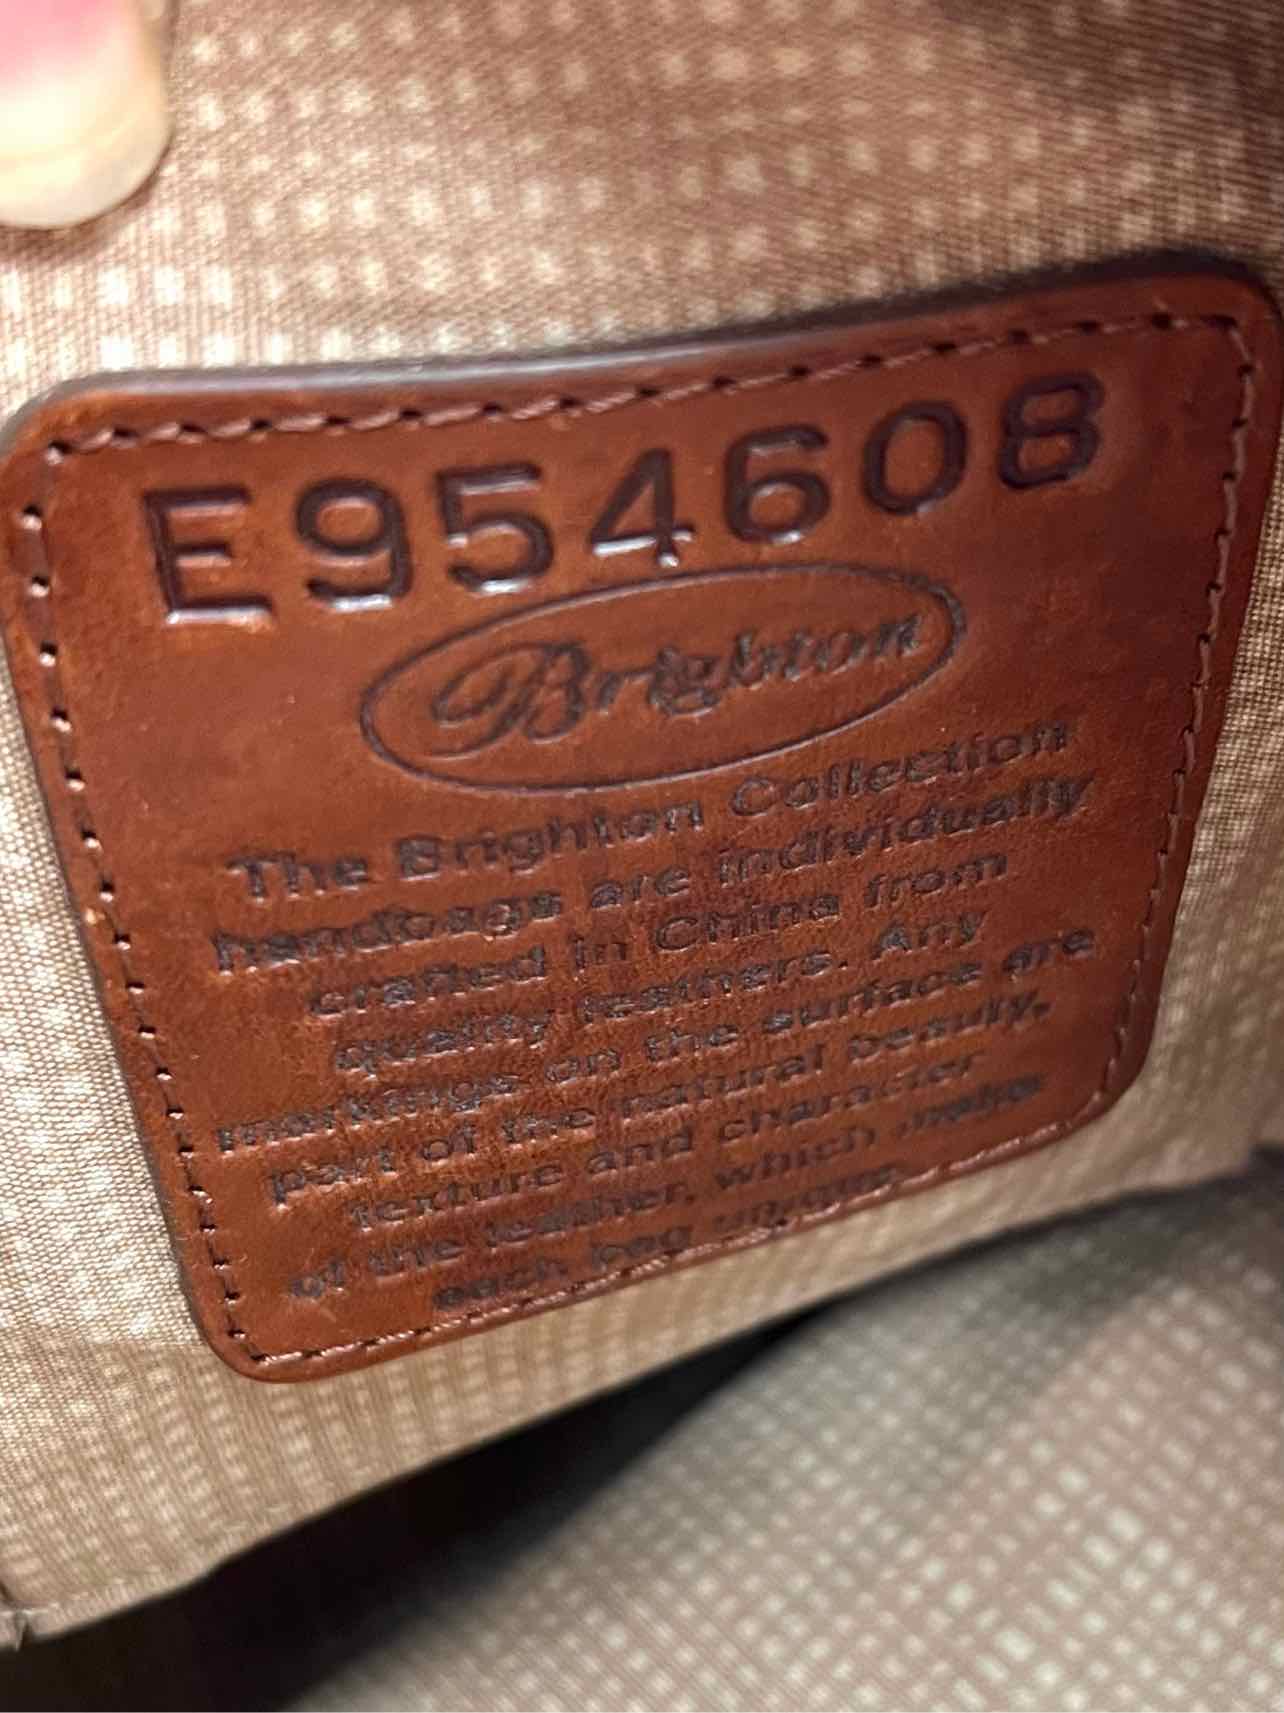 E954608
Brighton
The Brighton Collection
handbags are individually
crafted in China from
quality leathers. Any
markings on the surface are
part of the natural beauty,
texture and character
of the leather, which make
each bag unique.